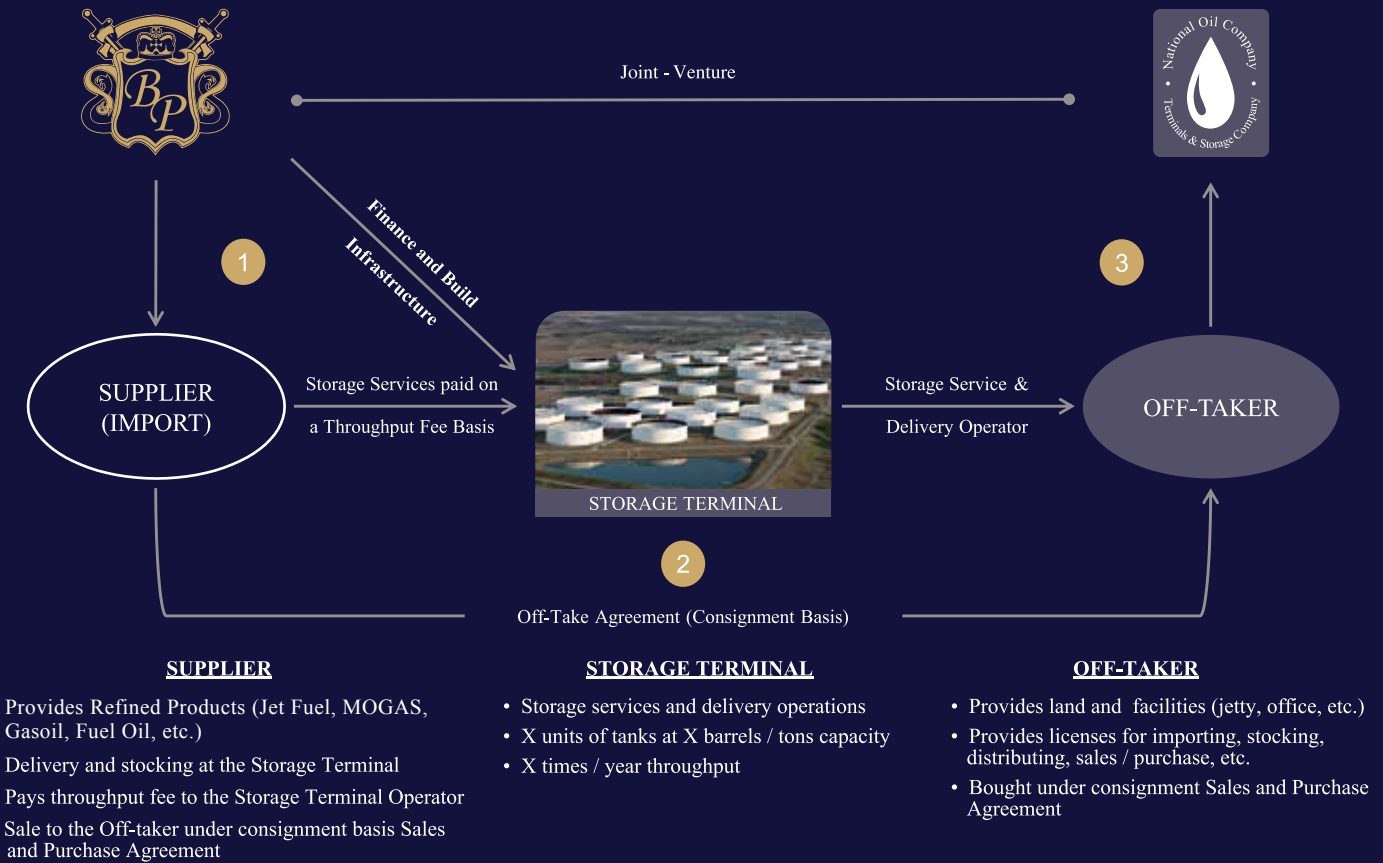 BP
National Oil Company
Terminals & Storage Company
Joint - Venture
1
Finance and Build
Infrastructure
3
SUPPLIER
(IMPORT)
Storage Services paid on
a Throughput Fee Basis
STORAGE TERMINAL
Storage Service &
Delivery Operator
OFF-TAKER
2
Off-Take Agreement (Consignment Basis)
SUPPLIER
Provides Refined Products (Jet Fuel, MOGAS,
Gasoil, Fuel Oil, etc.)
Delivery and stocking at the Storage Terminal
Pays throughput fee to the Storage Terminal Operator
Sale to the Off-taker under consignment basis Sales
and Purchase Agreement
STORAGE TERMINAL
• Storage services and delivery operations
• X units of tanks at X barrels / tons capacity
• X times / year throughput
OFF-TAKER
• Provides land and facilities (jetty, office, etc.)
• Provides licenses for importing, stocking,
distributing, sales / purchase, etc.
• Bought under consignment Sales and Purchase
Agreement